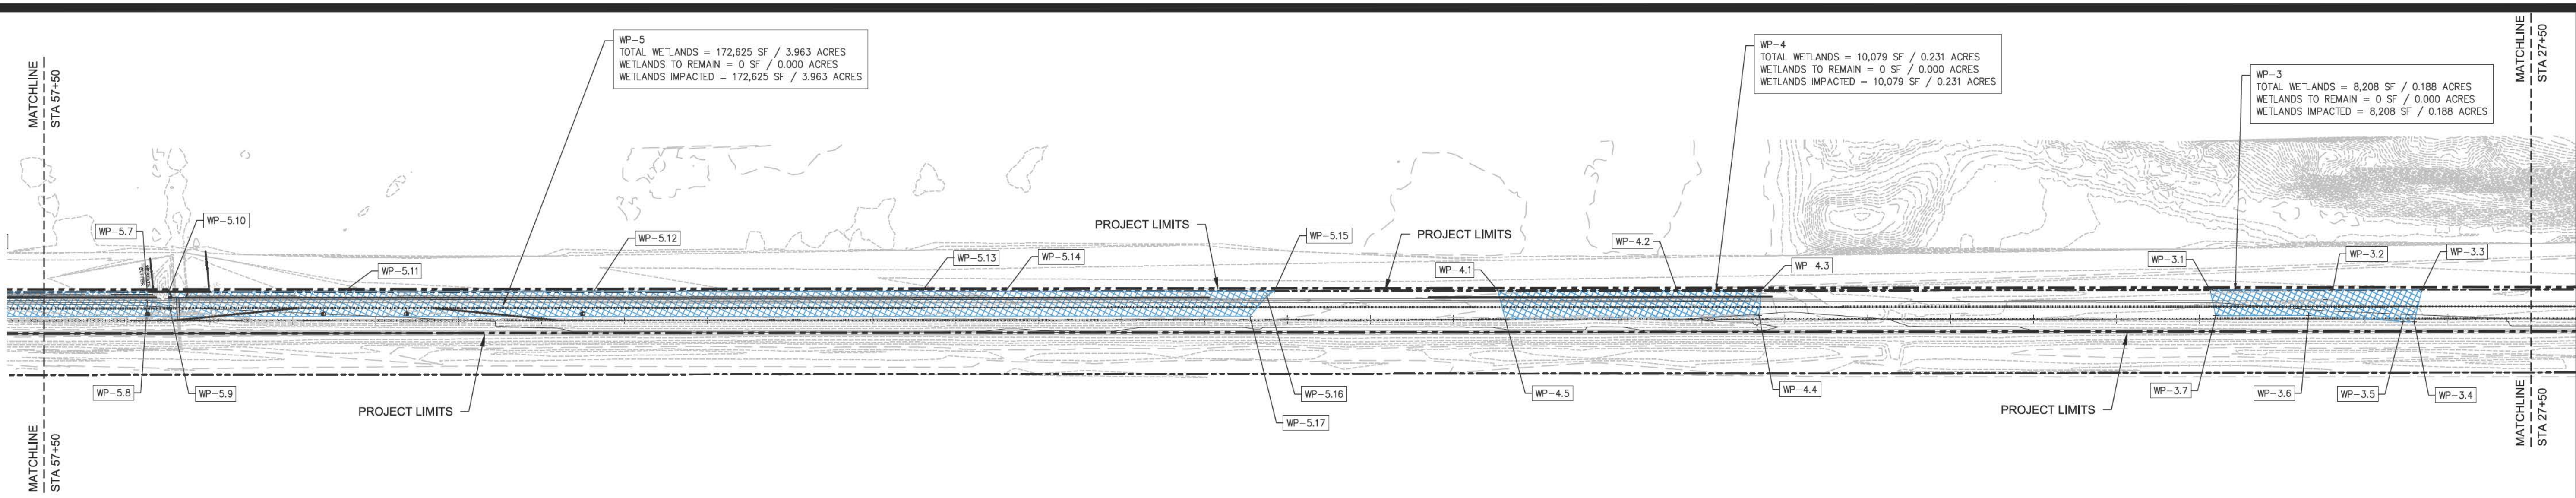 MATCHLINE
STA 57+50
WP-5
TOTAL WETLANDS = 172,625 SF / 3.963 ACRES
WETLANDS TO REMAIN = 0 SF / 0.000 ACRES
WETLANDS IMPACTED = 172,625 SF / 3.963 ACRES
WP-4
TOTAL WETLANDS = 10,079 SF / 0.231 ACRES
WETLANDS TO REMAIN = 0 SF / 0.000 ACRES
WETLANDS IMPACTED = 10,079 SF / 0.231 ACRES
WP-3
TOTAL WETLANDS = 8,208 SF / 0.188 ACRES
WETLANDS TO REMAIN = 0 SF / 0.000 ACRES
WETLANDS IMPACTED = 8,208 SF / 0.188 ACRES
MATCHLINE
STA 27+50
WP-5.7
WP-5.10
WP-5.11
WP-5.12
WP-5.13
WP-5.14
PROJECT LIMITS
WP-5.15
PROJECT LIMITS
WP-4.1
WP-4.2
WP-4.3
WP-3.1
WP-3.2
WP-3.3
WP-5.8
WP-5.9
PROJECT LIMITS
WP-5.16
WP-5.17
WP-4.5
WP-4.4
PROJECT LIMITS
WP-3.7
WP-3.6
WP-3.5
WP-3.4
MATCHLINE
STA 57+50
MATCHLINE
STA 27+50